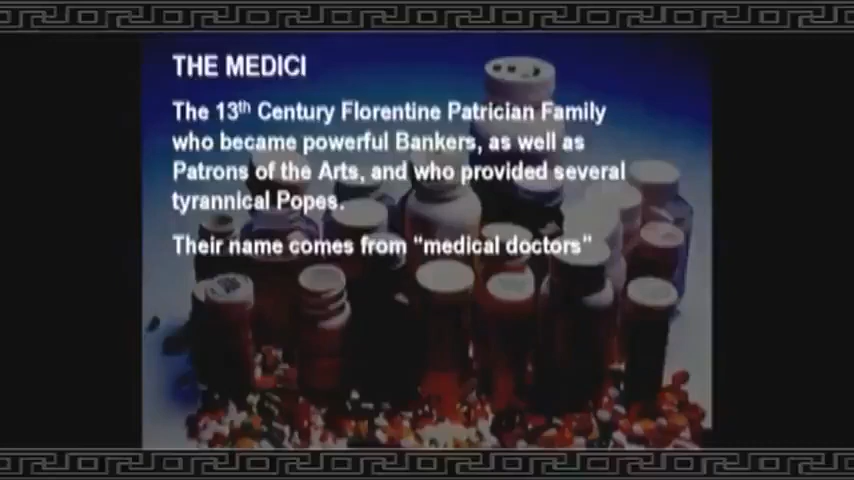 THE MEDICI
The 13th Century Florentine Patrician Family
who became powerful Bankers, as well as
Patrons of the Arts, and who provided several
tyrannical Popes.
Their name comes from “medical doctors”